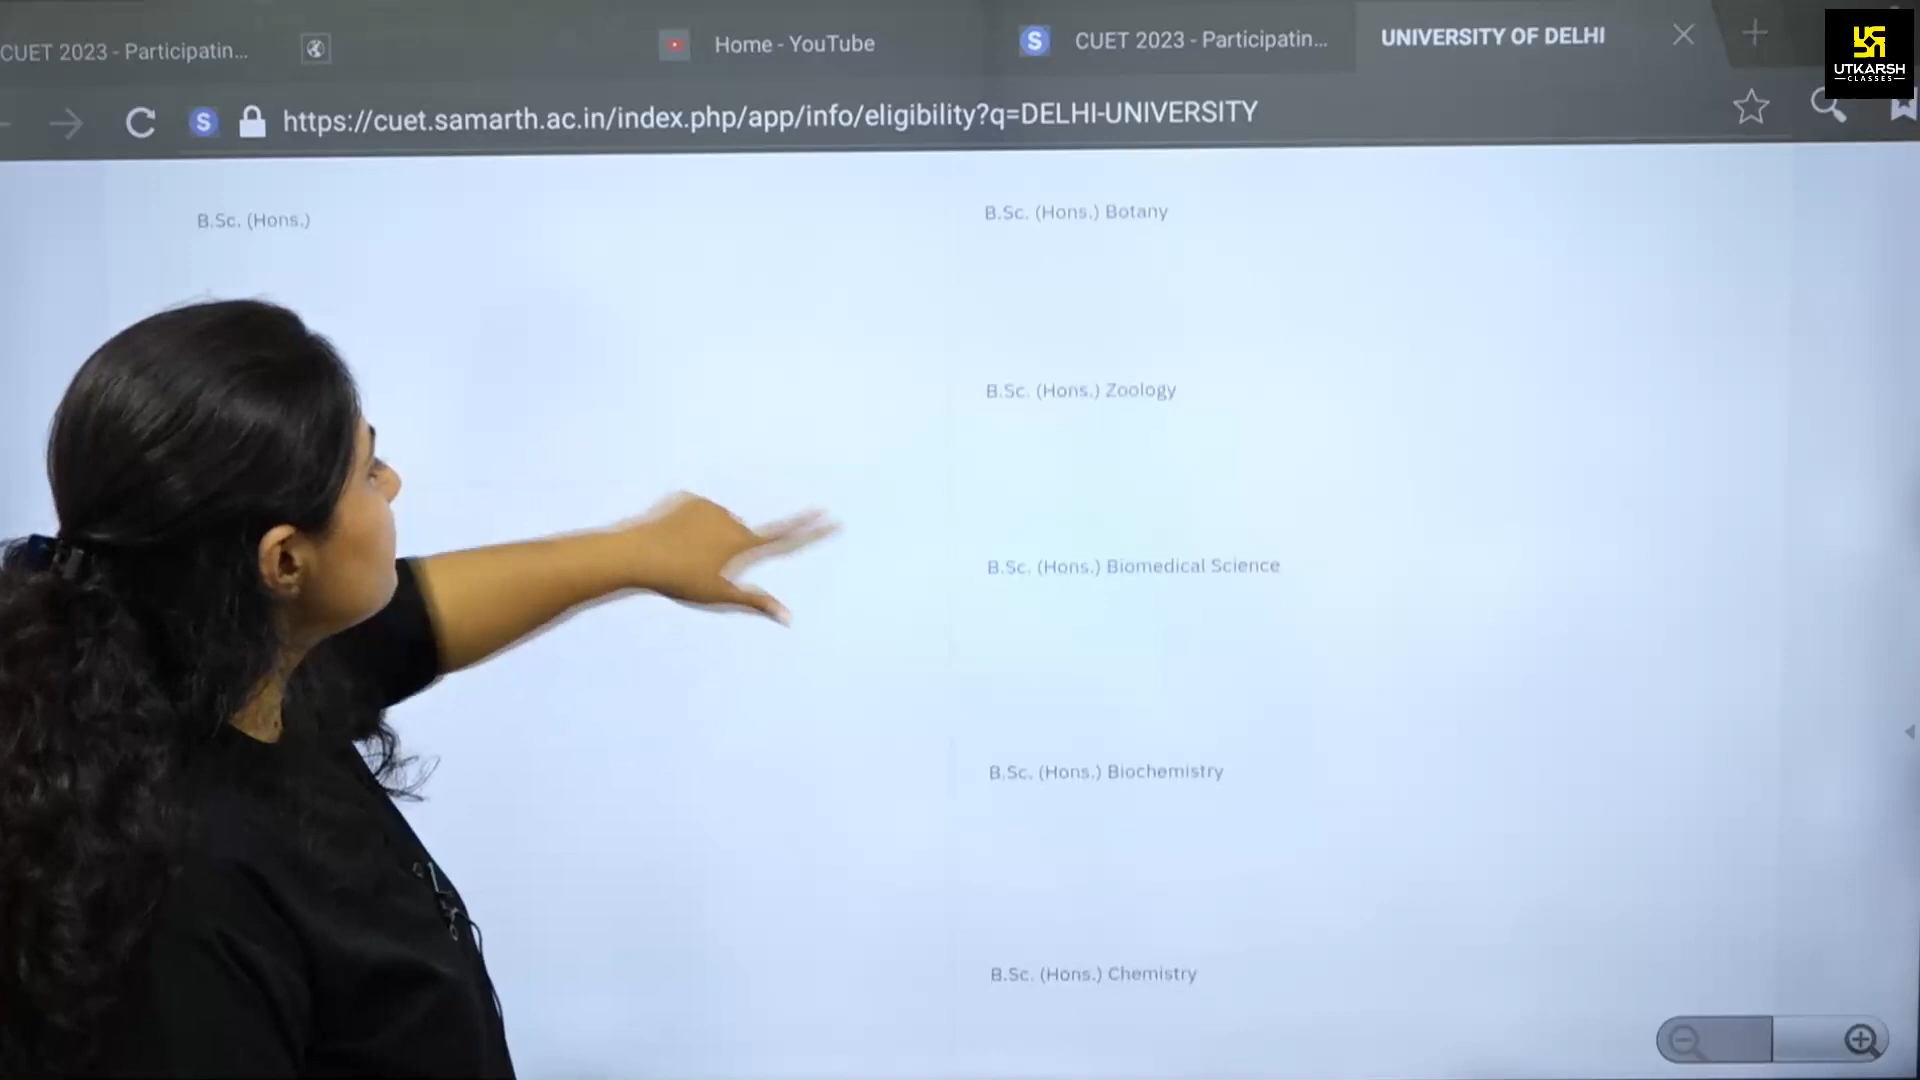 CUET 2023 - Participatin...
Home - YouTube
CUET 2023 - Participatin...
UNIVERSITY OF DELHI
UTKARSH
CLASSES
https://cuet.samarth.ac.in/index.php/app/info/eligibility?q=DELHI-UNIVERSITY
B.Sc. (Hons.)
B.Sc. (Hons.) Botany
B.Sc. (Hons.) Zoology
B.Sc. (Hons.) Biomedical Science
B.Sc. (Hons.) Biochemistry
B.Sc. (Hons.) Chemistry